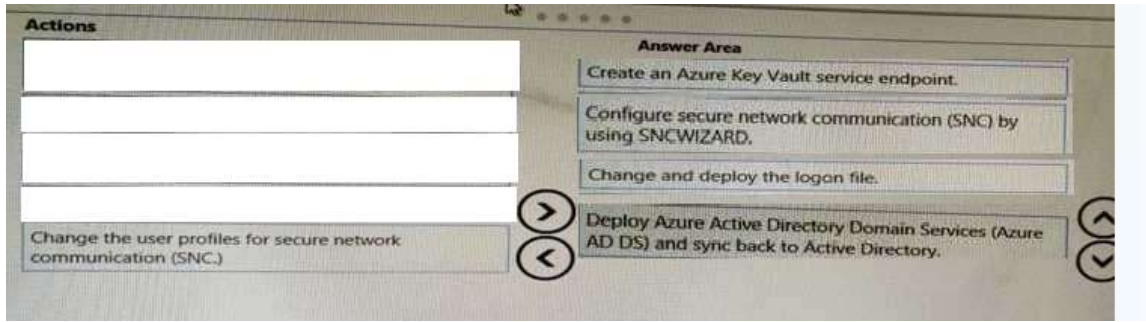 Actions
Change the user profiles for secure network
communication (SNC.)
Answer Area
Create an Azure Key Vault service endpoint.
Configure secure network communication (SNC) by
using SNCWIZARD.
Change and deploy the logon file.
Deploy Azure Active Directory Domain Services (Azure
AD DS) and sync back to Active Directory.